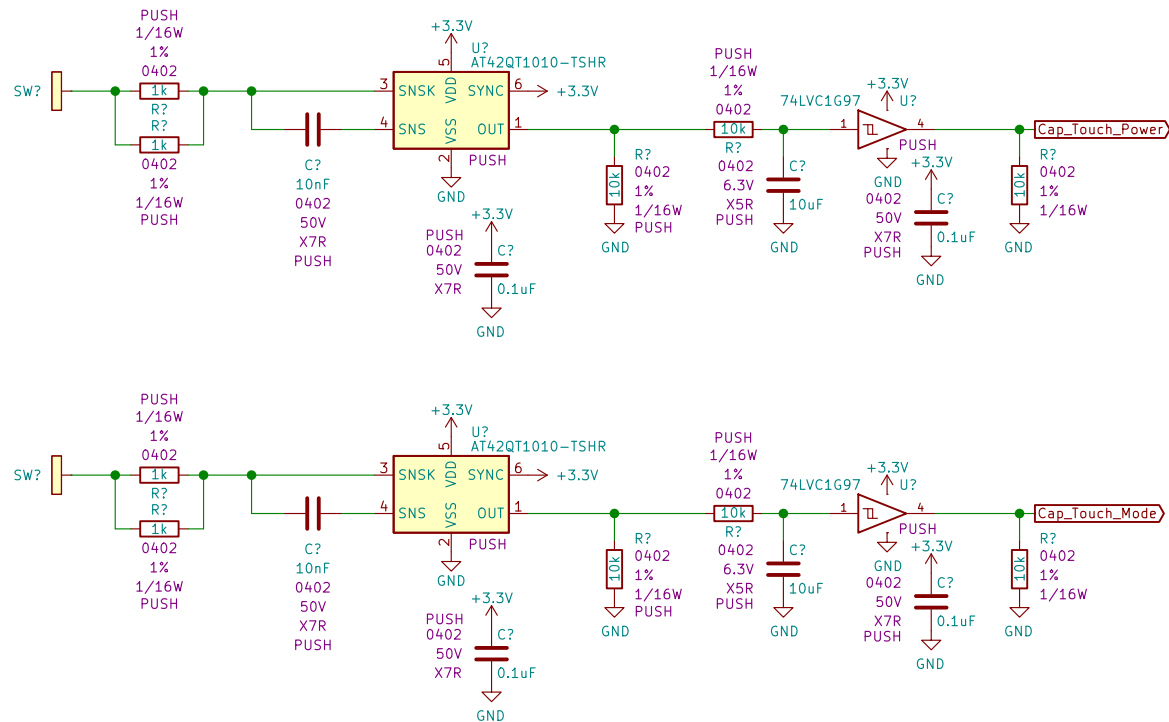 PUSH
1/16W
1%
0402
SW?
1k
R?
R?
1k
0402
1%
1/16W
PUSH
C?
10nF
0402
50V
X7R
PUSH
+3.3V
U?
AT42QT1010-TSHR
5
3
SNSK
VDD
SYNC
6
+3.3V
4
SNS
VSS
OUT
1
2
PUSH
GND
+3.3V
PUSH
0402
50V
X7R
C?
0.1uF
GND
10k
R?
0402
1%
1/16W
PUSH
GND
PUSH
1/16W
1%
0402
10k
R?
0402
6.3V
X5R
PUSH
C?
10uF
GND
74LVC1G97
+3.3V
U?
1
4
PUSH
GND
+3.3V
0402
50V
X7R
PUSH
C?
0.1uF
GND
Cap_Touch_Power
10k
R?
0402
1%
1/16W
GND
PUSH
1/16W
1%
0402
SW?
1k
R?
R?
1k
0402
1%
1/16W
PUSH
C?
10nF
0402
50V
X7R
PUSH
+3.3V
U?
AT42QT1010-TSHR
5
3
SNSK
VDD
SYNC
6
+3.3V
4
SNS
VSS
OUT
1
2
PUSH
GND
+3.3V
PUSH
0402
50V
X7R
C?
0.1uF
GND
10k
R?
0402
1%
1/16W
PUSH
GND
PUSH
1/16W
1%
0402
10k
R?
0402
6.3V
X5R
PUSH
C?
10uF
GND
74LVC1G97
+3.3V
U?
1
4
PUSH
GND
+3.3V
0402
50V
X7R
PUSH
C?
0.1uF
GND
Cap_Touch_Mode
10k
R?
0402
1%
1/16W
GND